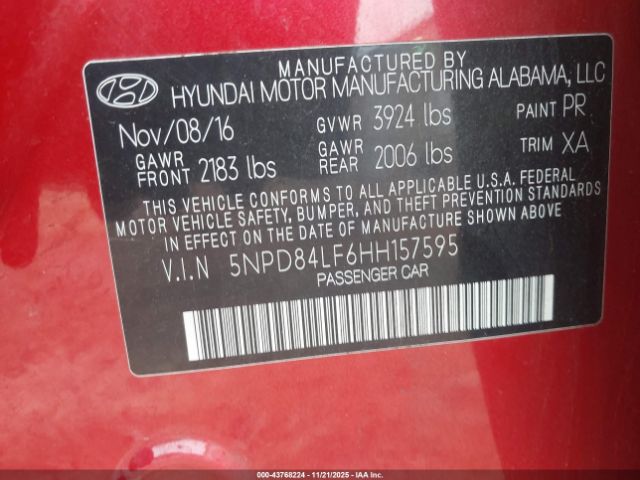 MANUFACTURED BY
HYUNDAI MOTOR MANUFACTURING ALABAMA, LLC
Nov/08/16 GVWR 3924 lbs PAINT PR
GAWR FRONT 2183 lbs GAWR REAR 2006 lbs TRIM XA
THIS VEHICLE CONFORMS TO ALL APPLICABLE U.S.A. FEDERAL
MOTOR VEHICLE SAFETY, BUMPER, AND THEFT PREVENTION STANDARDS
IN EFFECT ON THE DATE OF MANUFACTURE SHOWN ABOVE
V.I.N 5NPD84LF6HH157595
PASSENGER CAR
000-43768224 - 11/21/2025 - IAA Inc.